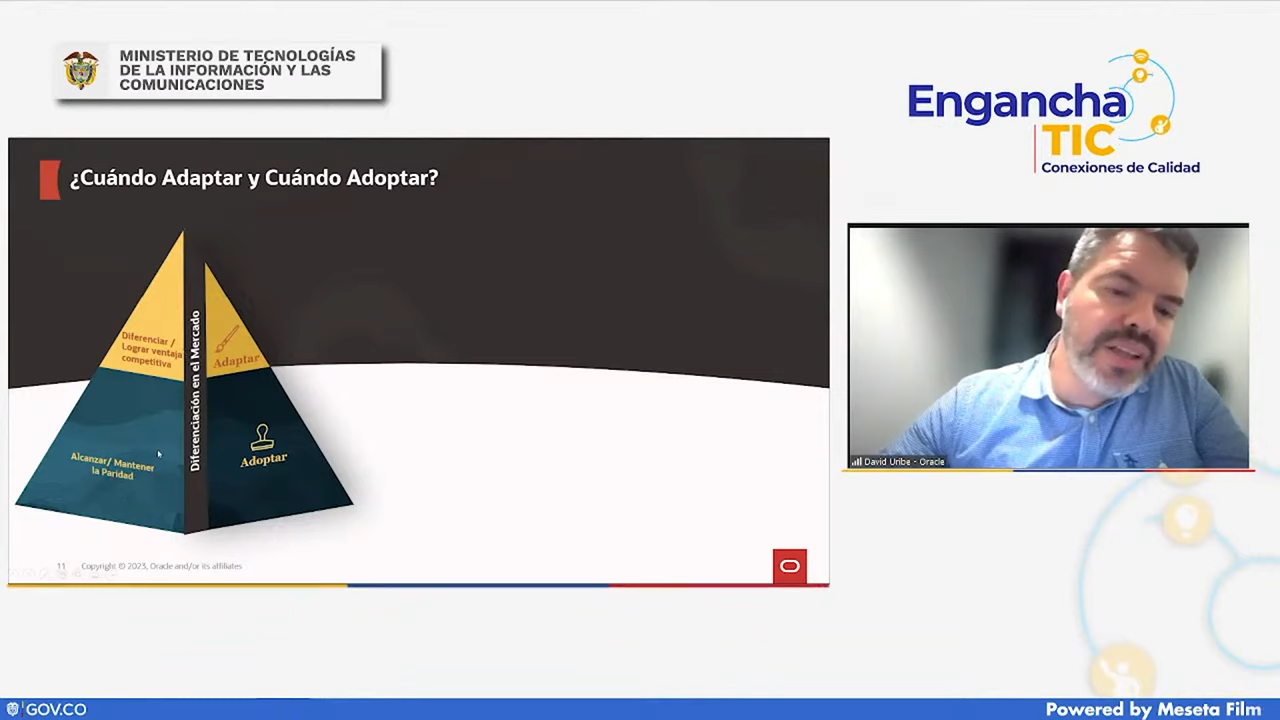 MINISTERIO DE TECNOLOGÍAS
DE LA INFORMACIÓN Y LAS
COMUNICACIONES
Engancha
TIC
Conexiones de Calidad
¿Cuándo Adaptar y Cuándo Adoptar?
Diferenciar /
Lograr ventaja
competitiva
Diferenciación en el Mercado
Adaptar
Alcanzar/ Mantener
la Paridad
Adoptar
11 Copyright © 2023, Oracle and/or its affiliates
David Uribe - Oracle
GOV.CO
Powered by Meseta Film